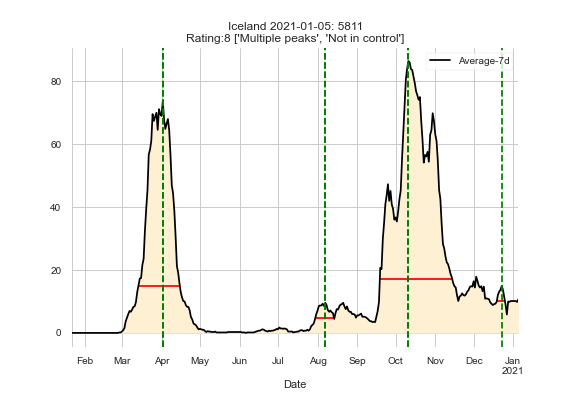 Iceland 2021-01-05: 5811
Rating:8 ['Multiple peaks', 'Not in control']
Average-7d
80
60
40
20
0
Feb Mar Apr May Jun Jul Aug Sep Oct Nov Dec Jan
2021
Date